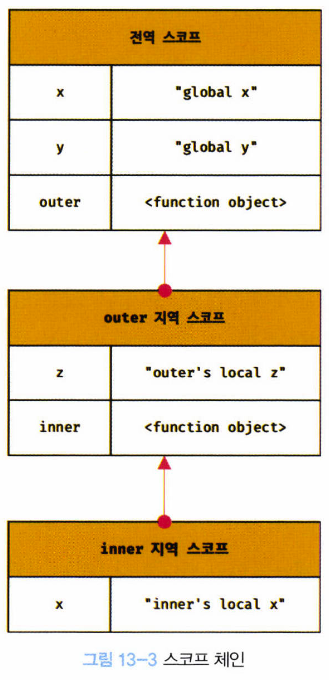 전역 스코프
x "global x"
y "global y"
outer <function object>
outer 지역 스코프
z "outer's local z"
inner <function object>
inner 지역 스코프
x "inner's local x"
그림 13-3 스코프 체인